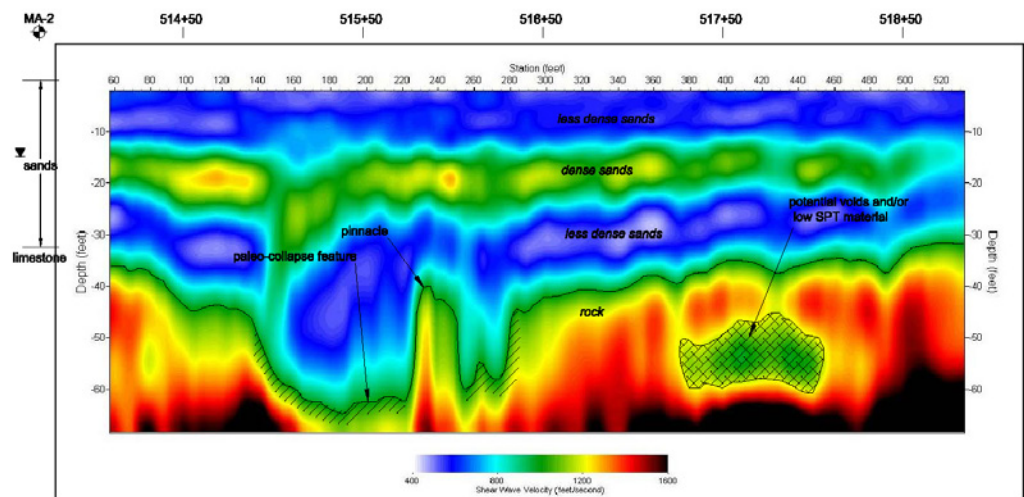 MA-2 514+50 515+50 516+50 517+50 518+50
Station (feet)
60 80 100 120 140 160 180 200 220 240 260 280 300 320 340 360 380 400 420 440 460 480 500 520
less dense sands
-10 -10
sands
dense sands
-20 -20
potential voids and/or
low SPT material
less dense sands
pinnacle
-30 -30
limestone
paleo-collapse feature
Depth (feet) Depth (feet)
-40 -40
rock
-50 -50
-60 -60
400 800 1200 1600
Shear Wave Velocity (feet/second)